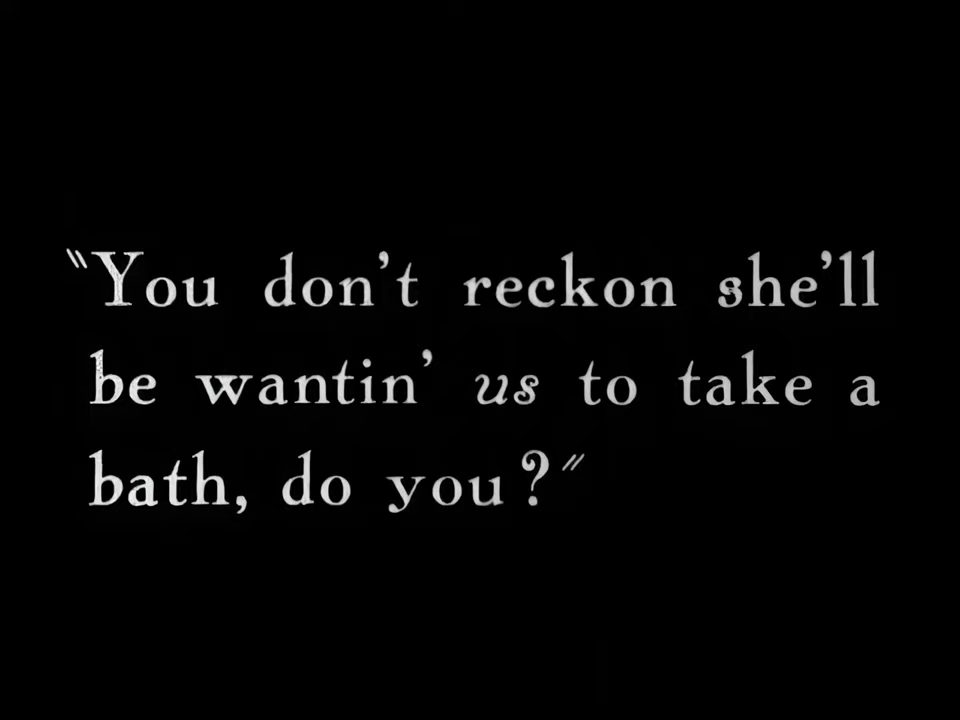 "You don't reckon she'll
be wantin' us to take a
bath, do you?"